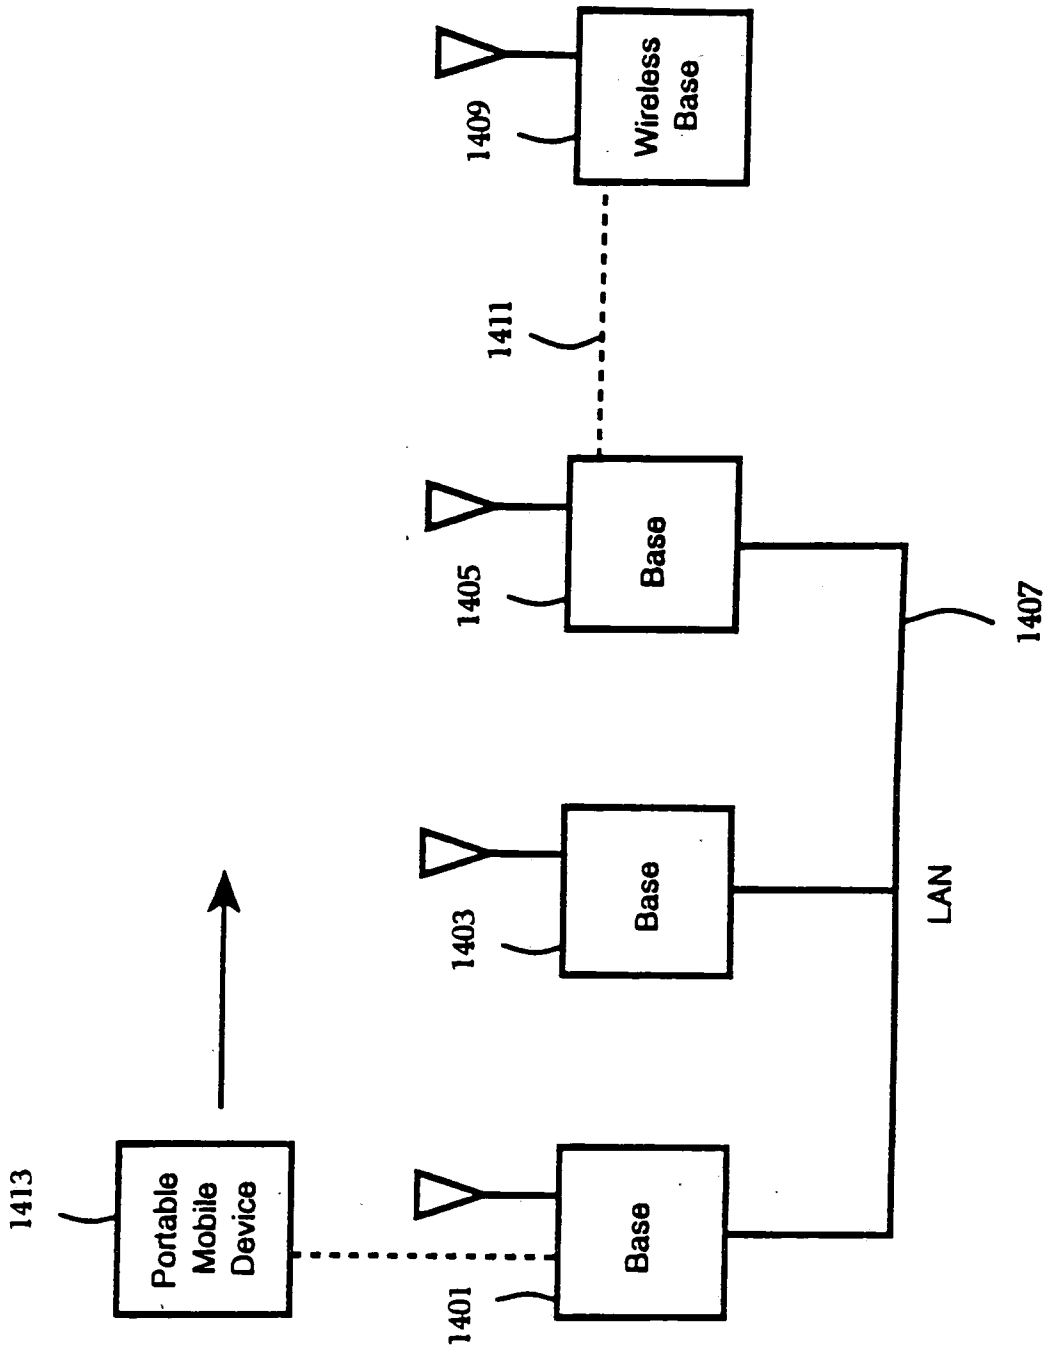 1413
Portable
Mobile
Device
1401
Base
1403
Base
1405
Base
1411
1409
Wireless
Base
LAN
1407